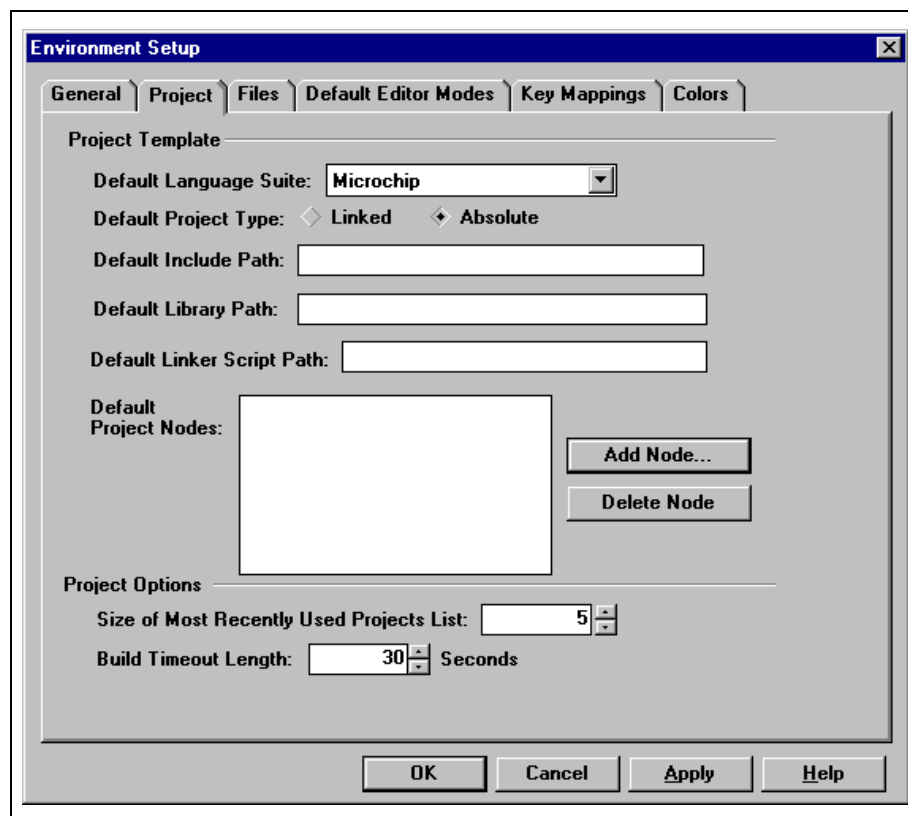 Environment Setup
General Project Files Default Editor Modes Key Mappings Colors
Project Template
Default Language Suite: Microchip
Default Project Type: Linked Absolute
Default Include Path:
Default Library Path:
Default Linker Script Path:
Default
Project Nodes:
Add Node...
Delete Node
Project Options
Size of Most Recently Used Projects List: 5
Build Timeout Length: 30 Seconds
OK Cancel Apply Help